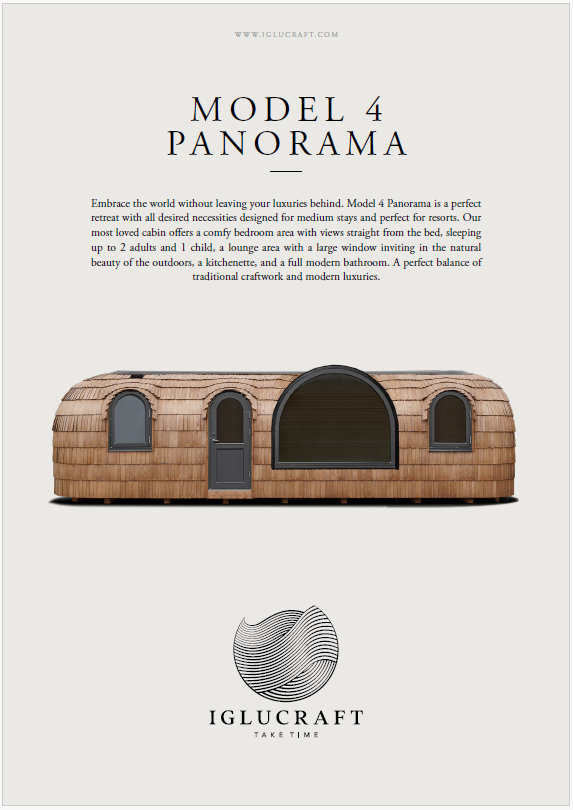 WWW.IGLUCRAFT.COM
MODEL 4
PANORAMA
Embrace the world without leaving your luxuries behind. Model 4 Panorama is a perfect
retreat with all desired necessities designed for medium stays and perfect for resorts. Our
most loved cabin offers a comfy bedroom area with views straight from the bed, sleeping
up to 2 adults and 1 child, a lounge area with a large window inviting in the natural
beauty of the outdoors, a kitchenette, and a full modern bathroom. A perfect balance of
traditional craftwork and modern luxuries.
IGLUCRAFT
TAKE TIME